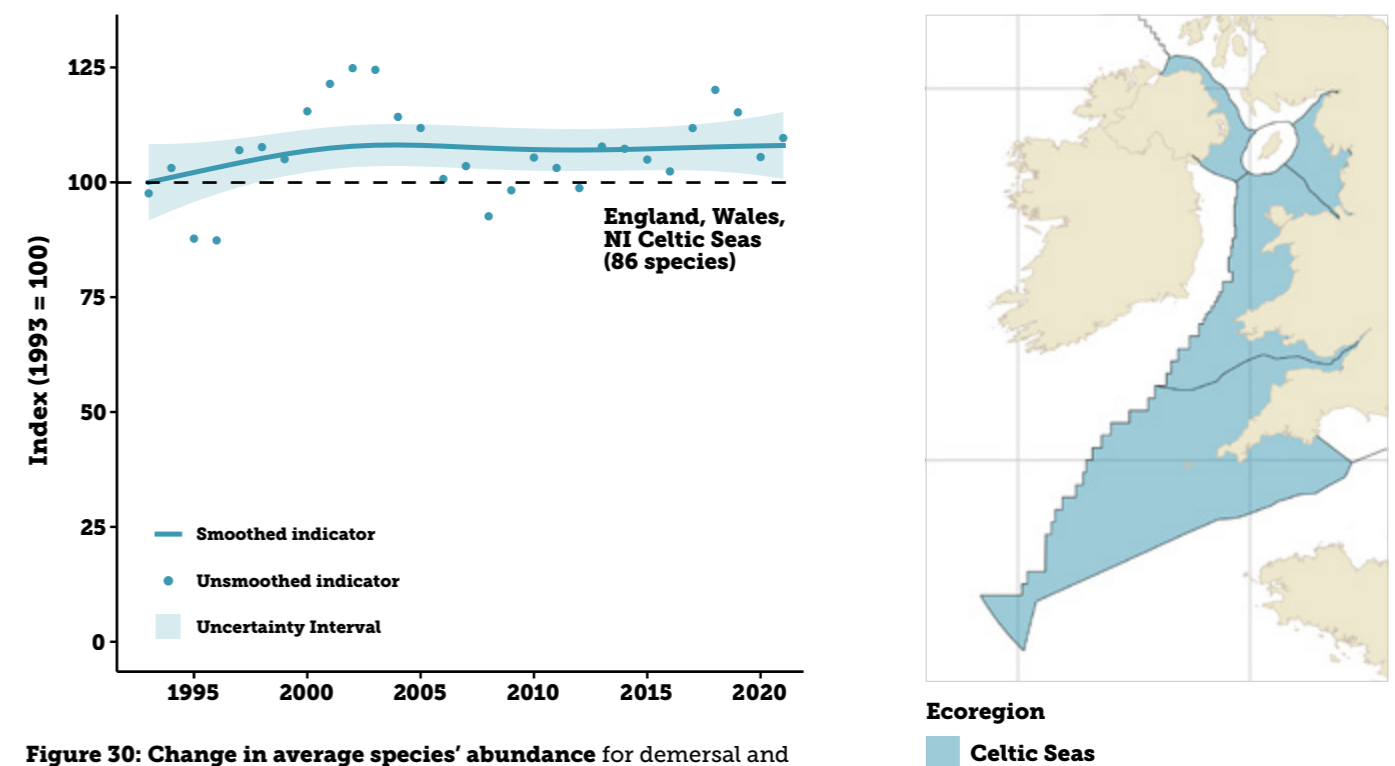 125
100
75
50
25
0
Index (1993 = 100)
England, Wales,
NI Celtic Seas
(86 species)
Smoothed indicator
Unsmoothed indicator
Uncertainty Interval
1995 2000 2005 2010 2015 2020
Figure 30: Change in average species’ abundance for demersal and
Ecoregion
Celtic Seas